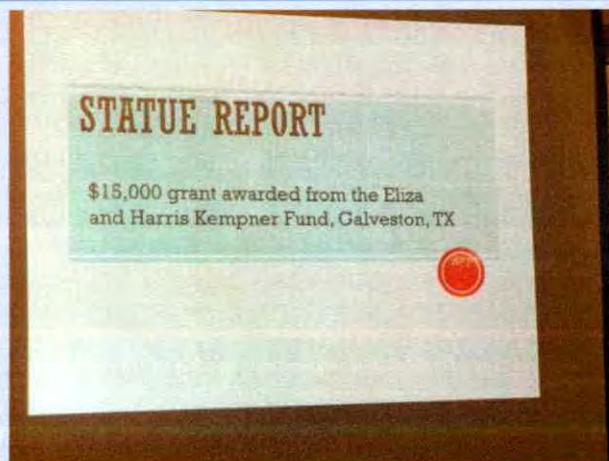 STATUE REPORT
$15,000 grant awarded from the Eliza
and Harris Kempner Fund, Galveston, TX